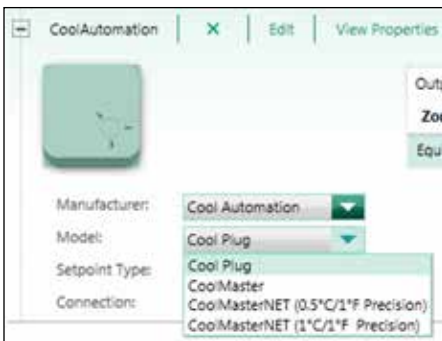 CoolAutomation
Edit
View Properties
Manufacturer: Cool Automation
Model: Cool Plug
Setpoint Type: Cool Plug
CoolMaster
Connection: CoolMasterNET (0.5°C/1°F Precision)
CoolMasterNET (1°C/1°F Precision)